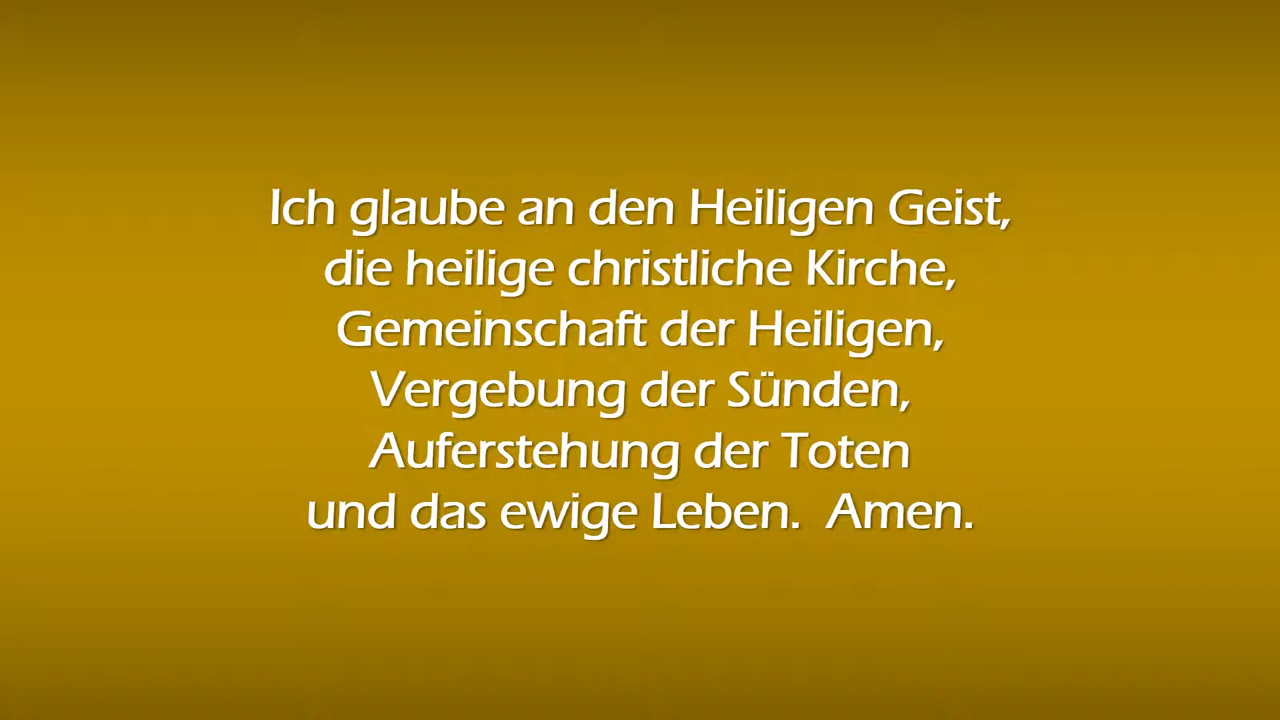 Ich glaube an den Heiligen Geist,
die heilige christliche Kirche,
Gemeinschaft der Heiligen,
Vergebung der Sünden,
Auferstehung der Toten
und das ewige Leben.  Amen.